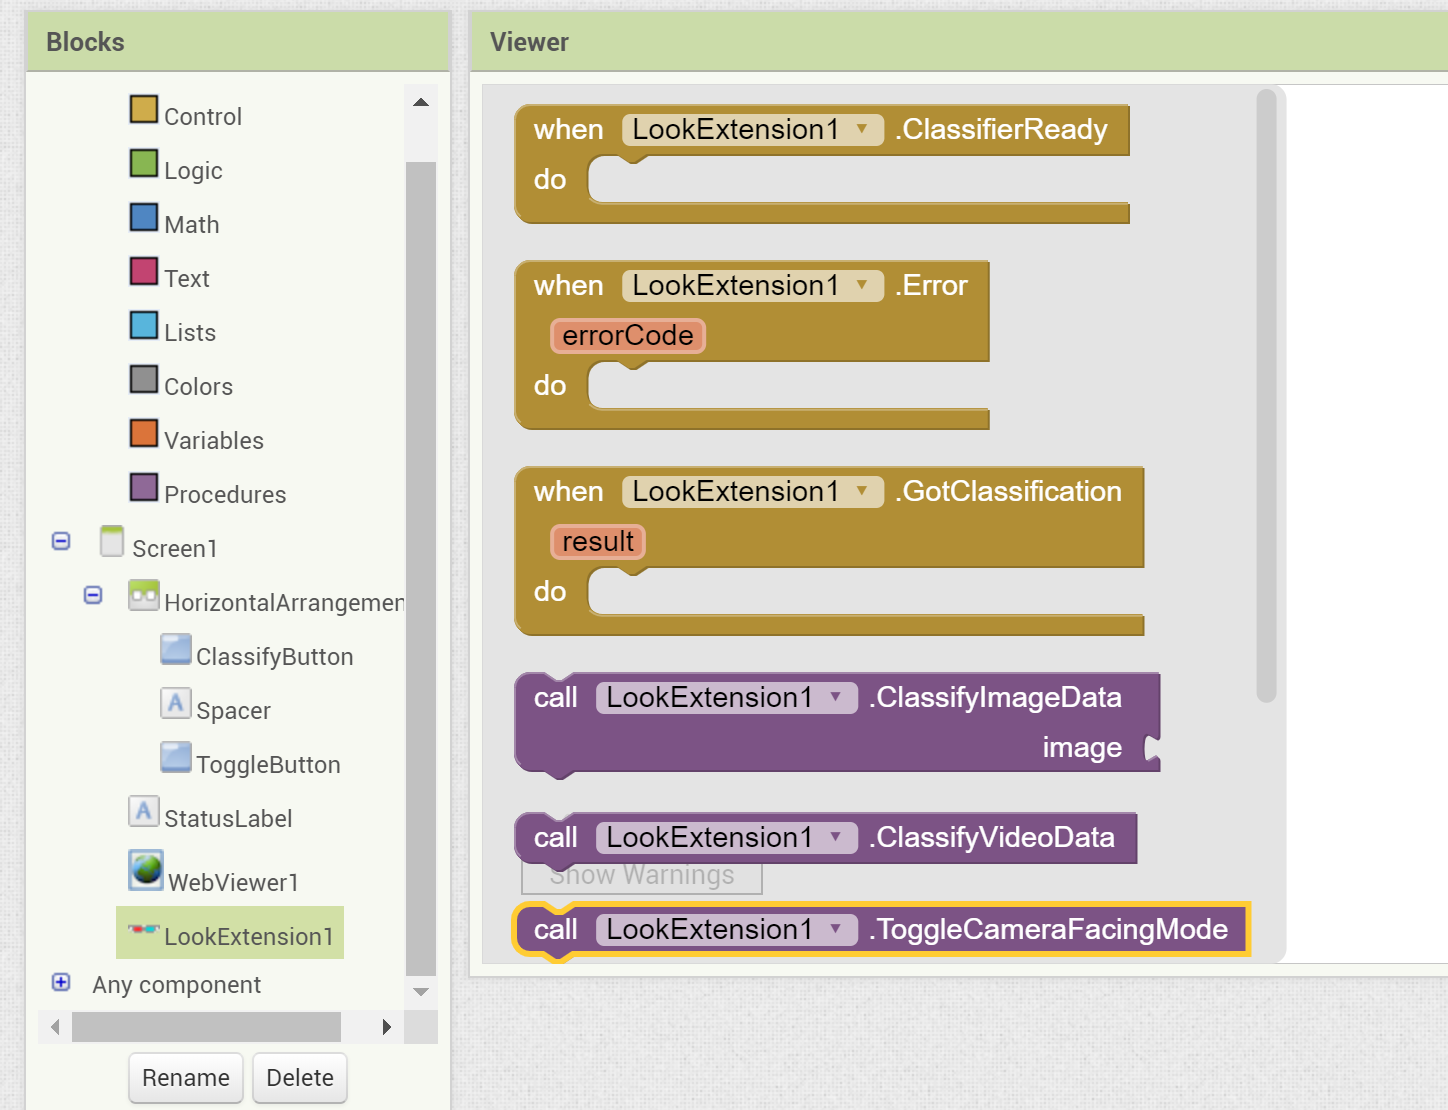 Blocks
Control
Logic
Math
Text
Lists
Colors
Variables
Procedures
Screen1
HorizontalArrangemen
ClassifyButton
Spacer
ToggleButton
StatusLabel
WebViewer1
LookExtension1
Any component
Rename Delete
Viewer
when LookExtension1 .ClassifierReady
do
when LookExtension1 .Error
errorCode
do
when LookExtension1 .GotClassification
result
do
call LookExtension1 .ClassifyImageData
image
call LookExtension1 .ClassifyVideoData
Show Warnings
call LookExtension1 .ToggleCameraFacingMode